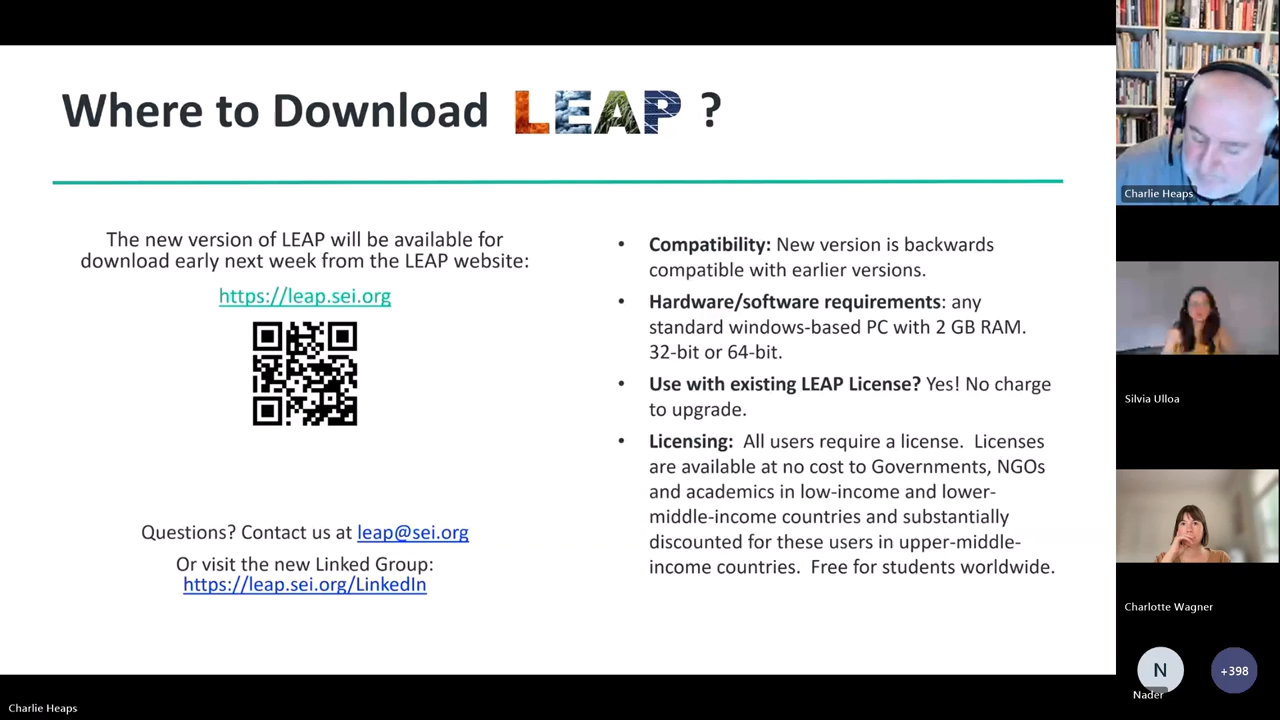 Where to Download LEAP ?
The new version of LEAP will be available for
download early next week from the LEAP website:
https://leap.sei.org
Questions? Contact us at leap@sei.org
Or visit the new Linked Group:
https://leap.sei.org/LinkedIn
• Compatibility: New version is backwards
compatible with earlier versions.
• Hardware/software requirements: any
standard windows-based PC with 2 GB RAM.
32-bit or 64-bit.
• Use with existing LEAP License? Yes! No charge
to upgrade.
• Licensing:  All users require a license.  Licenses
are available at no cost to Governments, NGOs
and academics in low-income and lower-
middle-income countries and substantially
discounted for these users in upper-middle-
income countries.  Free for students worldwide.
Charlie Heaps
Silvia Ulloa
Charlotte Wagner
N
+398
Nader
Charlie Heaps